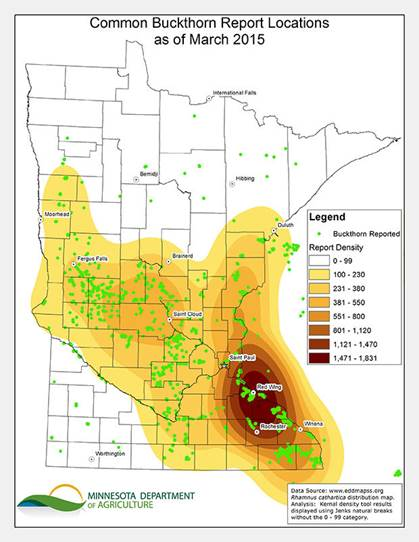 Common Buckthorn Report Locations
as of March 2015
International Falls
Bemidji
Hibbing
Moorhead
Duluth
Fergus Falls
Brainerd
Saint Cloud
Saint Paul
Red Wing
Rochester
Winona
Worthington
Legend
Buckthorn Reported
Report Density
0 - 99
100 - 230
231 - 380
381 - 550
551 - 800
801 - 1,120
1,121 - 1,470
1,471 - 1,831
MINNESOTA DEPARTMENT
OF AGRICULTURE
Data Source: www.eddmapss.org
Rhamnus cathartica distribution map.
Analysis: Kernal density tool results
displayed using Jenks natural breaks
without the 0 - 99 category.